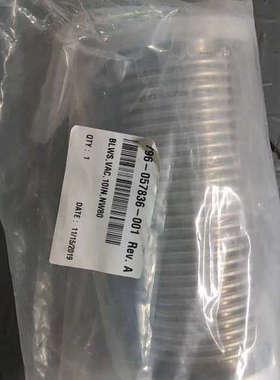 796-057836-001 Rev. A
BLWS,VAC,10IN,NW80
QTY : 1
DATE : 11/15/2019